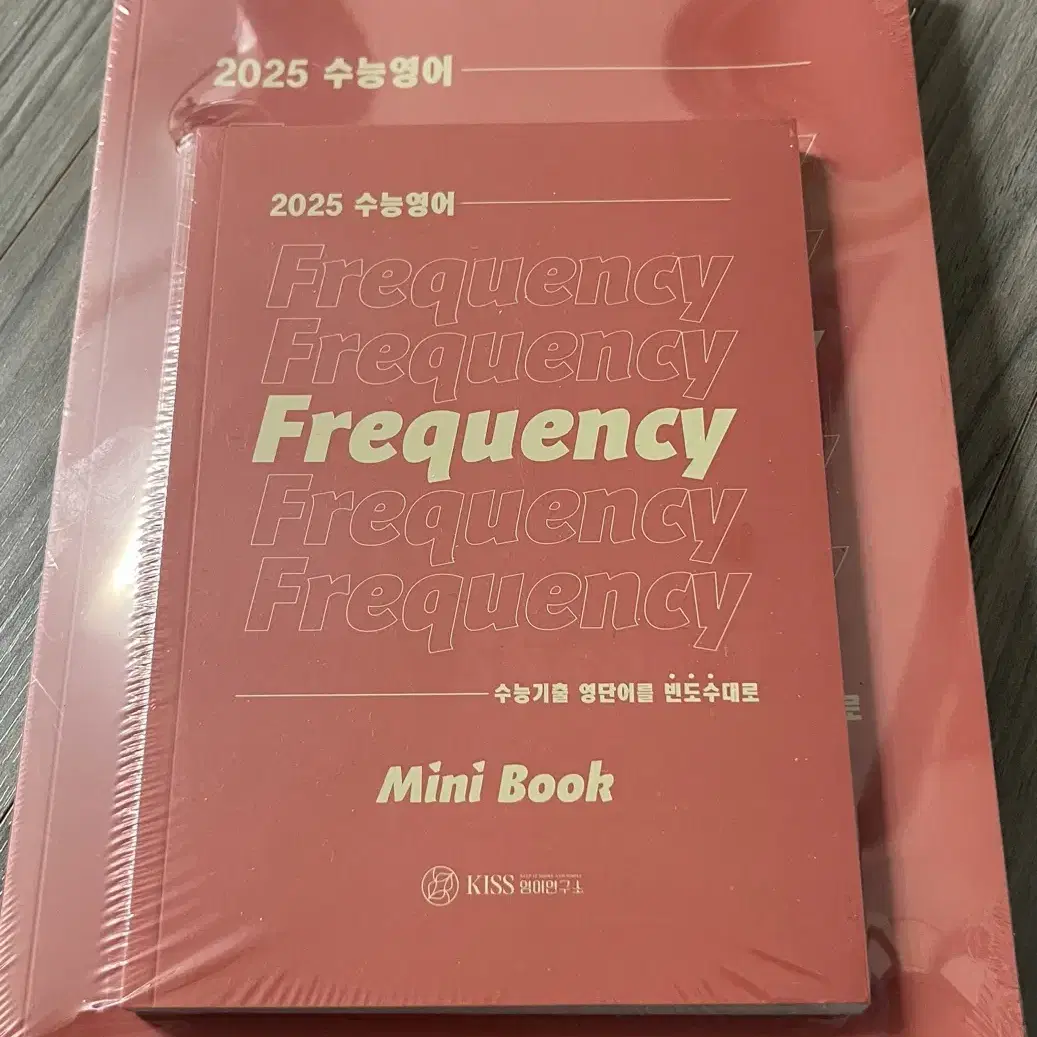 2025 수능영어
2025 수능영어
Frequency
Frequency
Frequency
Frequency
Frequency
수능기출 영단어를 빈도수대로
로
Mini Book
KISS 영어연구소